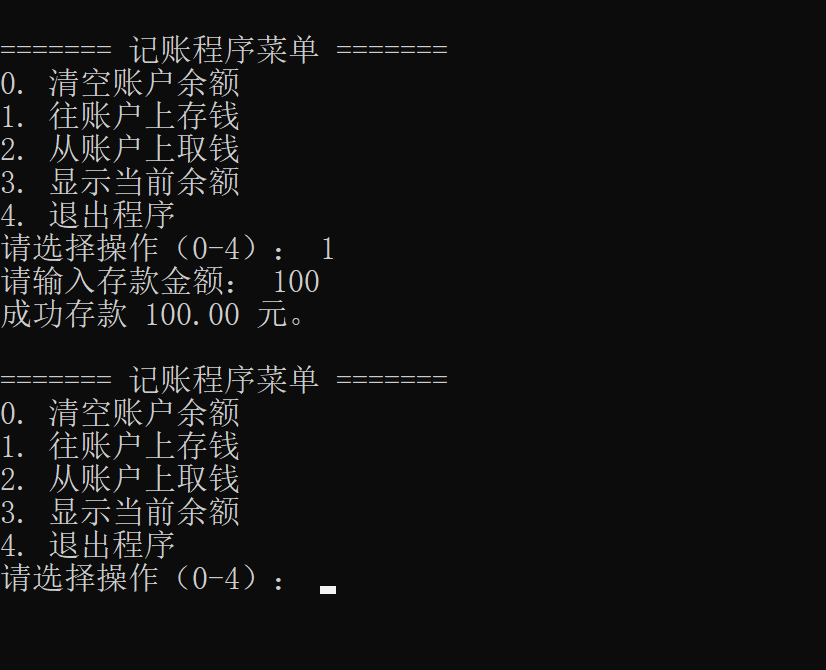 ======= 记账程序菜单 =======
0. 清空账户余额
1. 往账户上存钱
2. 从账户上取钱
3. 显示当前余额
4. 退出程序
请选择操作（0-4）： 1
请输入存款金额： 100
成功存款 100.00 元。
======= 记账程序菜单 =======
0. 清空账户余额
1. 往账户上存钱
2. 从账户上取钱
3. 显示当前余额
4. 退出程序
请选择操作（0-4）：